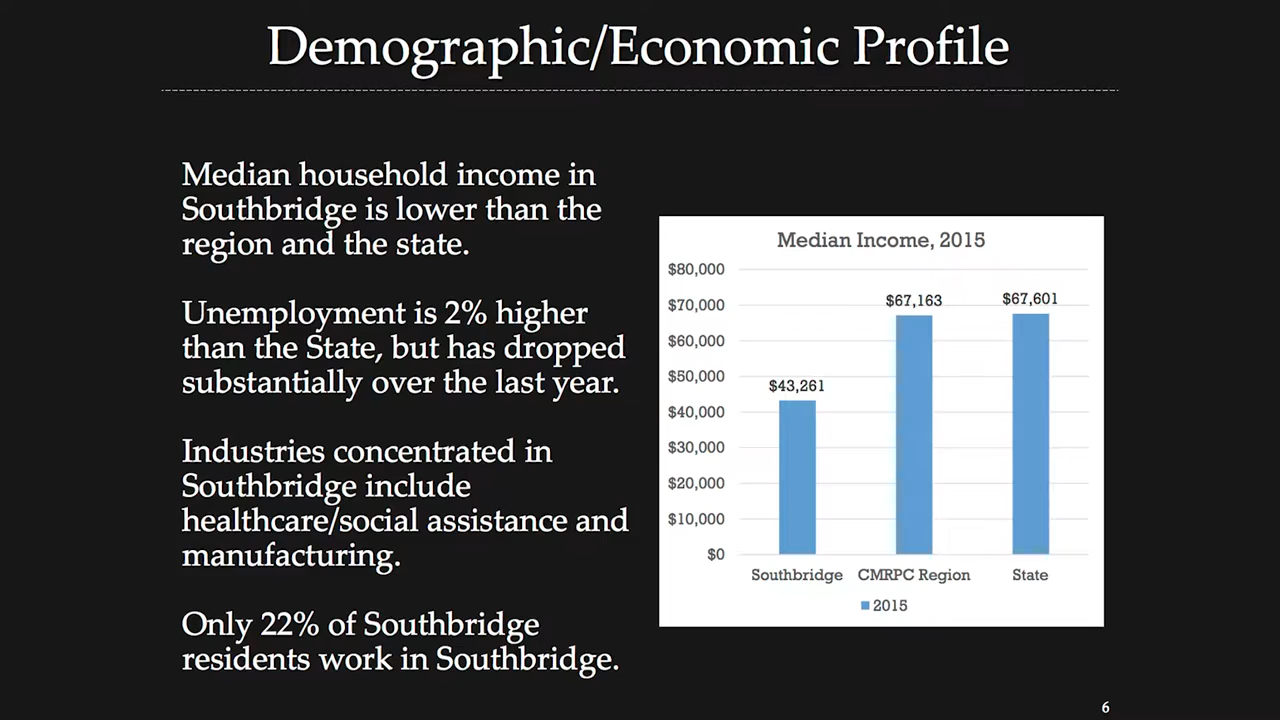 Demographic/Economic Profile
Median household income in
Southbridge is lower than the
region and the state.
Unemployment is 2% higher
than the State, but has dropped
substantially over the last year.
Industries concentrated in
Southbridge include
healthcare/social assistance and
manufacturing.
Only 22% of Southbridge
residents work in Southbridge.
Median Income, 2015
$80,000
$70,000
$60,000
$50,000
$40,000
$30,000
$20,000
$10,000
$0
$43,261
$67,163
$67,601
Southbridge CMRPC Region State
2015
6